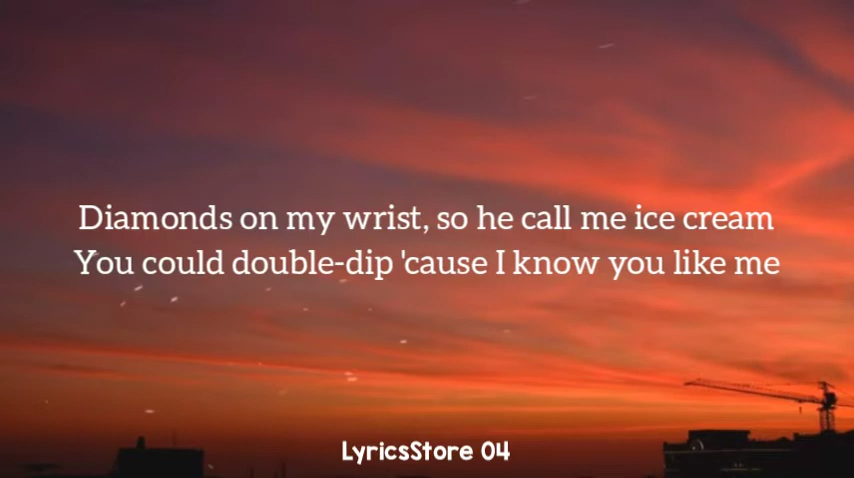 Diamonds on my wrist, so he call me ice cream
You could double-dip 'cause I know you like me
LyricsStore 04